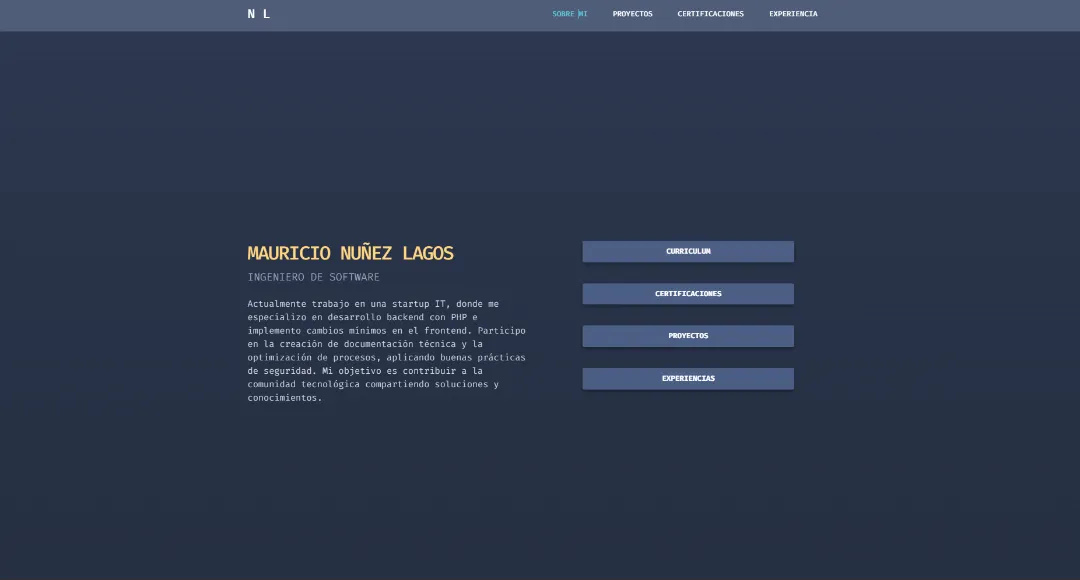 N L
SOBRE MI
PROYECTOS
CERTIFICACIONES
EXPERIENCIA
MAURICIO NUÑEZ LAGOS
INGENIERO DE SOFTWARE
Actualmente trabajo en una startup IT, donde me
especializo en desarrollo backend con PHP e
implemento cambios minimos en el frontend. Participo
en la creación de documentación técnica y la
optimización de procesos, aplicando buenas prácticas
de seguridad. Mi objetivo es contribuir a la
comunidad tecnológica compartiendo soluciones y
conocimientos.
CURRICULUM
CERTIFICACIONES
PROYECTOS
EXPERIENCIAS